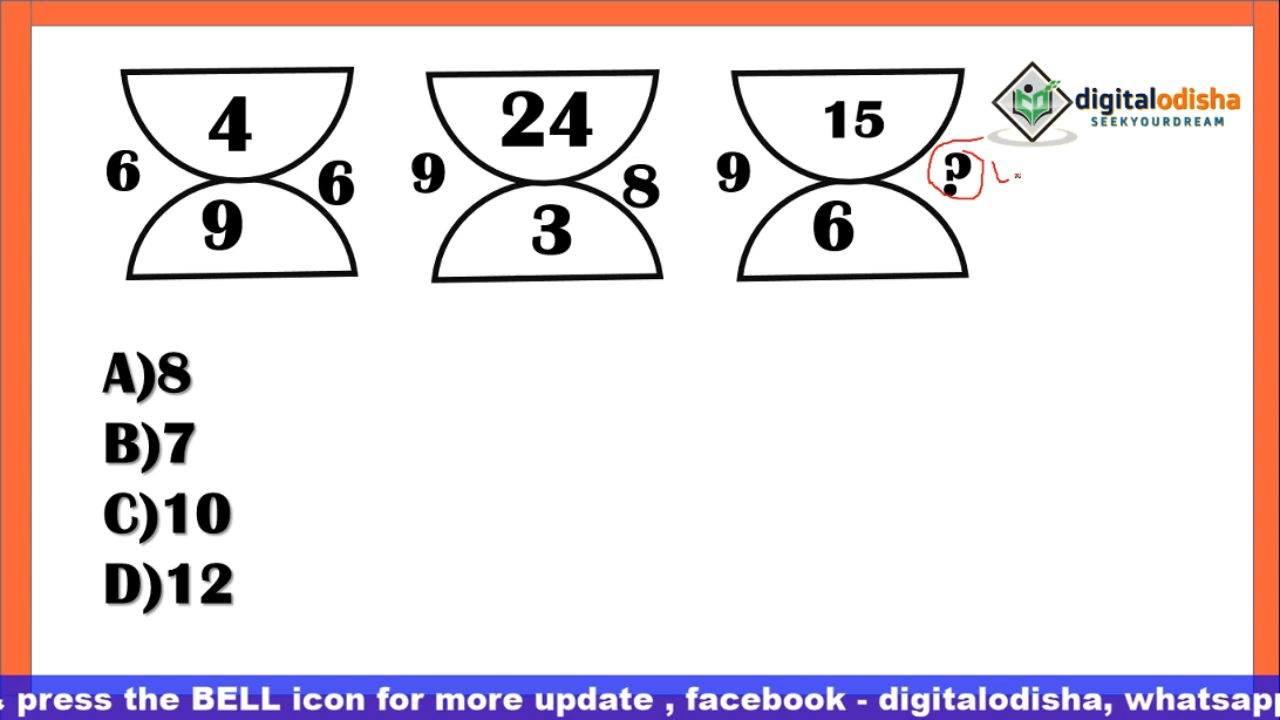 4 24 15
digitalodisha
SEEKYOURDREAM
6 6 9 8 9 ?
9 3 6
A)8
B)7
C)10
D)12
press the BELL icon for more update , facebook - digitalodisha, whatsapp